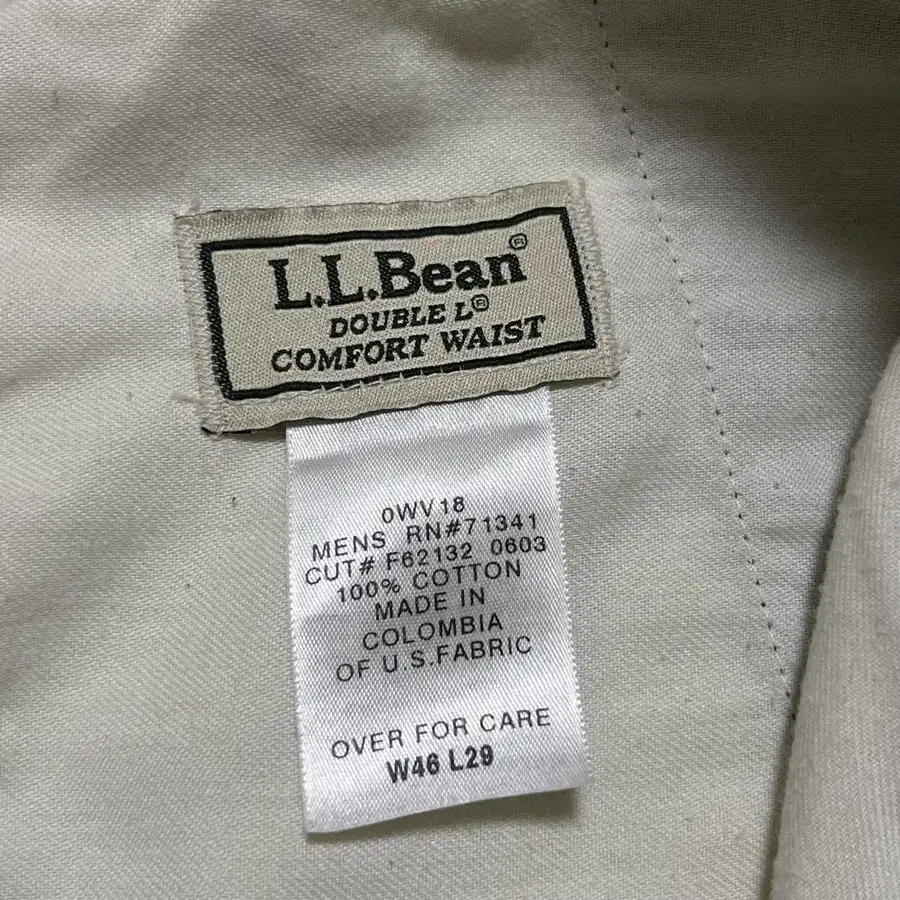 L.L.Bean®
DOUBLE L®
COMFORT WAIST
0WV18
MENS RN#71341
CUT# F62132 0603
100% COTTON
MADE IN
COLOMBIA
OF U.S.FABRIC
OVER FOR CARE
W46 L29